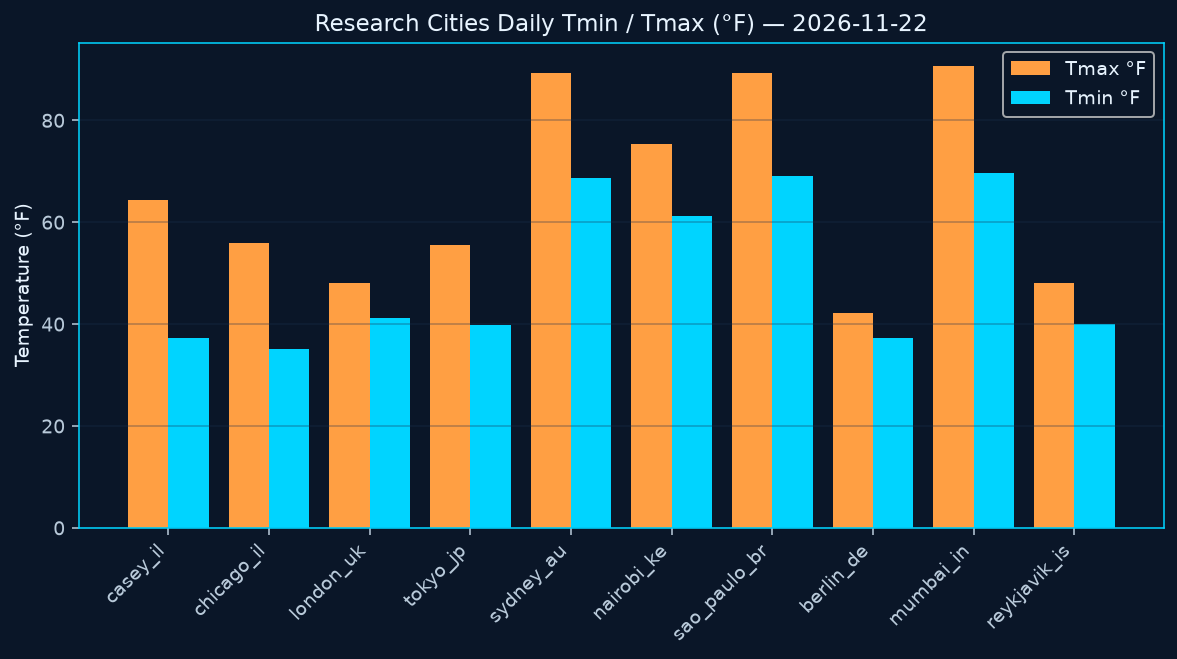 Research Cities Daily Tmin / Tmax (°F) — 2026-11-22
Tmax °F
Tmin °F
Temperature (°F)
80
60
40
20
0
casey_il
chicago_il
london_uk
tokyo_jp
sydney_au
nairobi_ke
sao_paulo_br
berlin_de
mumbai_in
reykjavik_is